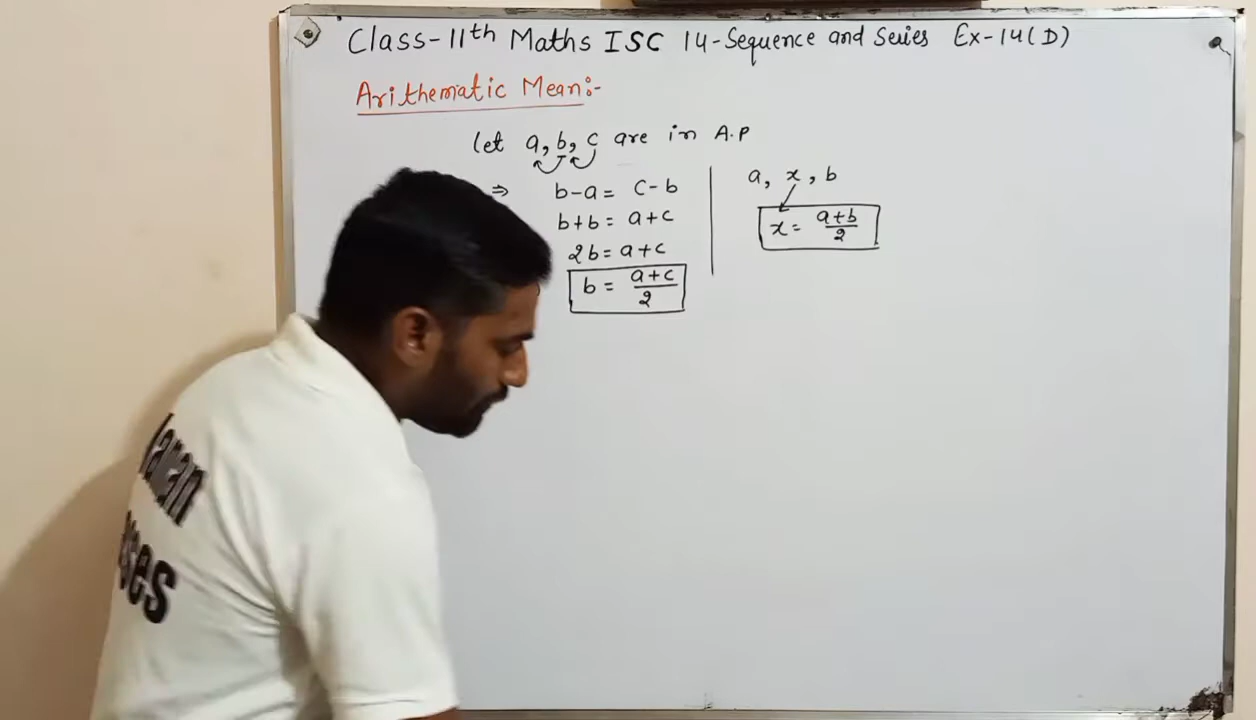 Class-11th Maths ISC 14-Sequence and Series Ex-14(D)
Arithematic Mean:-
let a, b, c are in A.P
⇒ b-a = c-b
b+b = a+c
2b = a+c
b = a+c/2
a, x, b
x = a+b/2